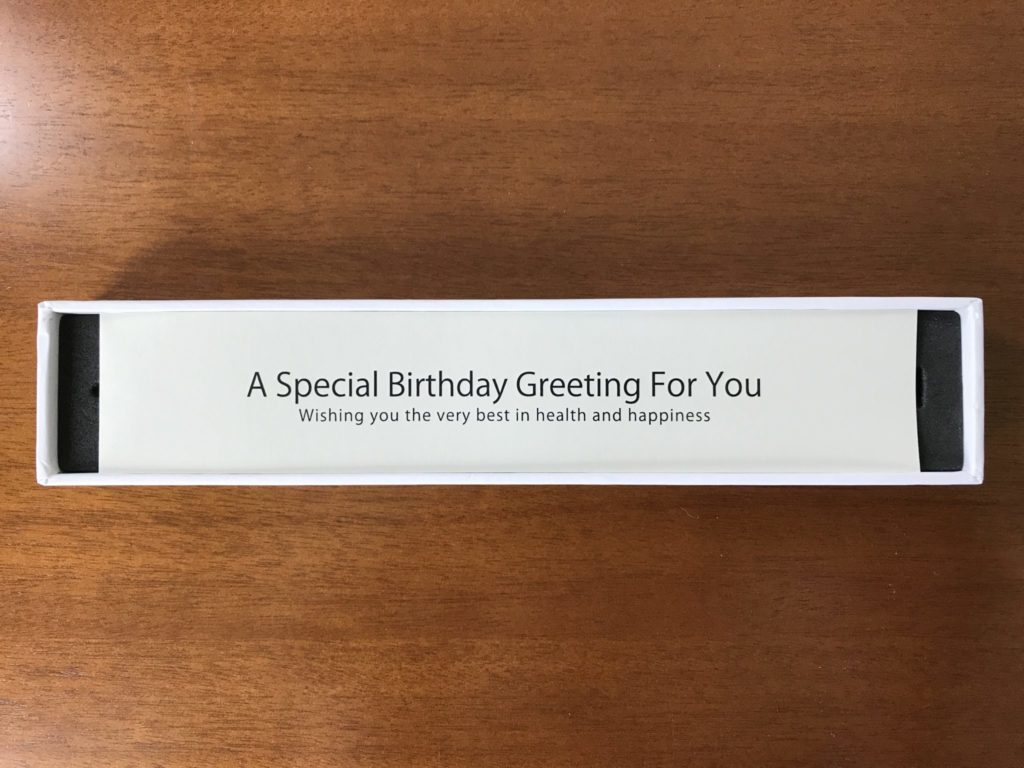 A Special Birthday Greeting For You
Wishing you the very best in health and happiness